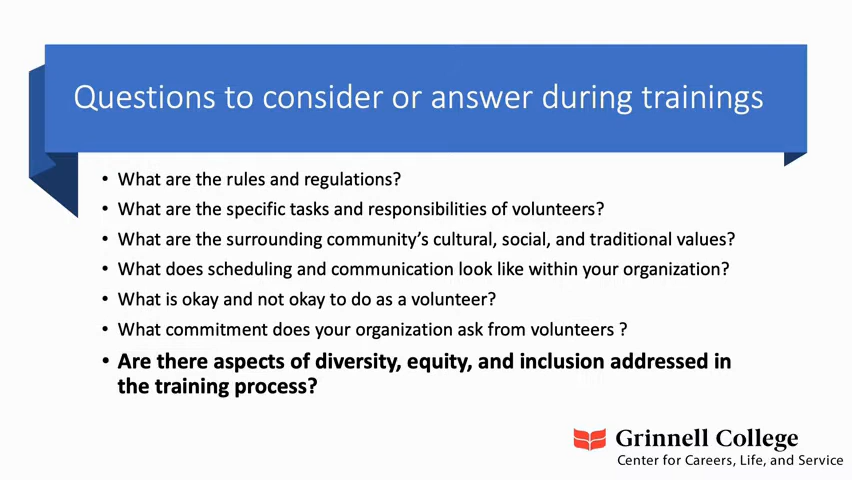 Questions to consider or answer during trainings
• What are the rules and regulations?
• What are the specific tasks and responsibilities of volunteers?
• What are the surrounding community’s cultural, social, and traditional values?
• What does scheduling and communication look like within your organization?
• What is okay and not okay to do as a volunteer?
• What commitment does your organization ask from volunteers ?
• Are there aspects of diversity, equity, and inclusion addressed in
the training process?
Grinnell College
Center for Careers, Life, and Service